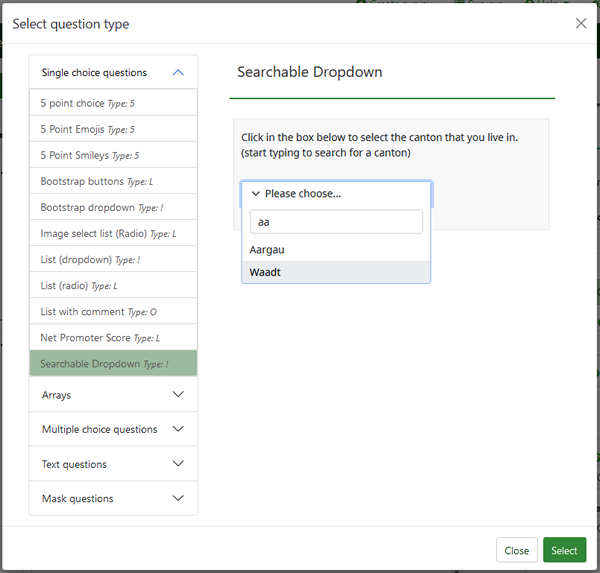 Select question type
Single choice questions
5 point choice Type: 5
5 Point Emojis Type: 5
5 Point Smileys Type: 5
Bootstrap buttons Type: L
Bootstrap dropdown Type: !
Image select list (Radio) Type: L
List (dropdown) Type: !
List (radio) Type: L
List with comment Type: O
Net Promoter Score Type: L
Searchable Dropdown Type: !
Arrays
Multiple choice questions
Text questions
Mask questions
Searchable Dropdown
Click in the box below to select the canton that you live in.
(start typing to search for a canton)
Please choose...
aa
Aargau
Waadt
Close
Select